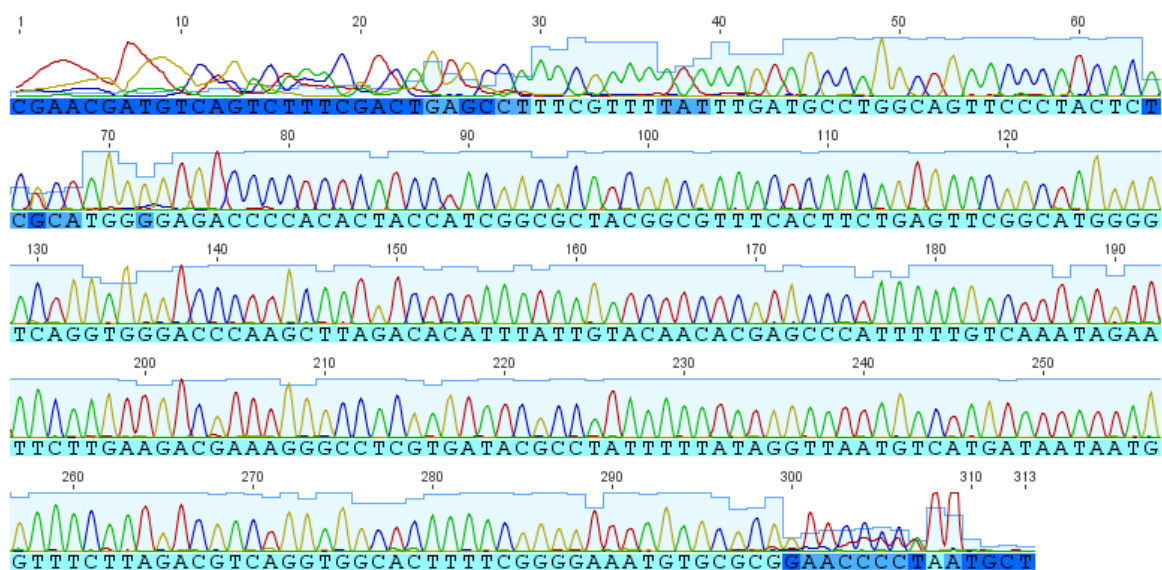 1 10 20 30 40 50 60
CGAACGATGTCAGTCTTTCGACTGAGCCTTTCGTTTTATTTGATGCCTGGCAGTTCCCTACTCT
70 80 90 100 110 120
CGCATGGGGAGACCCCACACTACCATCGGCGCTACGGCGTTTCACTTCTGAGTTCGGCATGGGG
130 140 150 160 170 180 190
TCAGGTGGGACCCAAGCTTAGACACATTTATTGTACAACACGAGCCCATTTTTGTCAAATAGAA
200 210 220 230 240 250
TTCTTGAAGACGAAAGGGCCTCGTGATACGCCTATTTTTATAGGTTAATGTCATGATAATAATG
260 270 280 290 300 310 313
GTTTCTTAGACGTCAGGTGGCACTTTTCGGGGAAATGTGCGCGGAACCCCTAATGCT